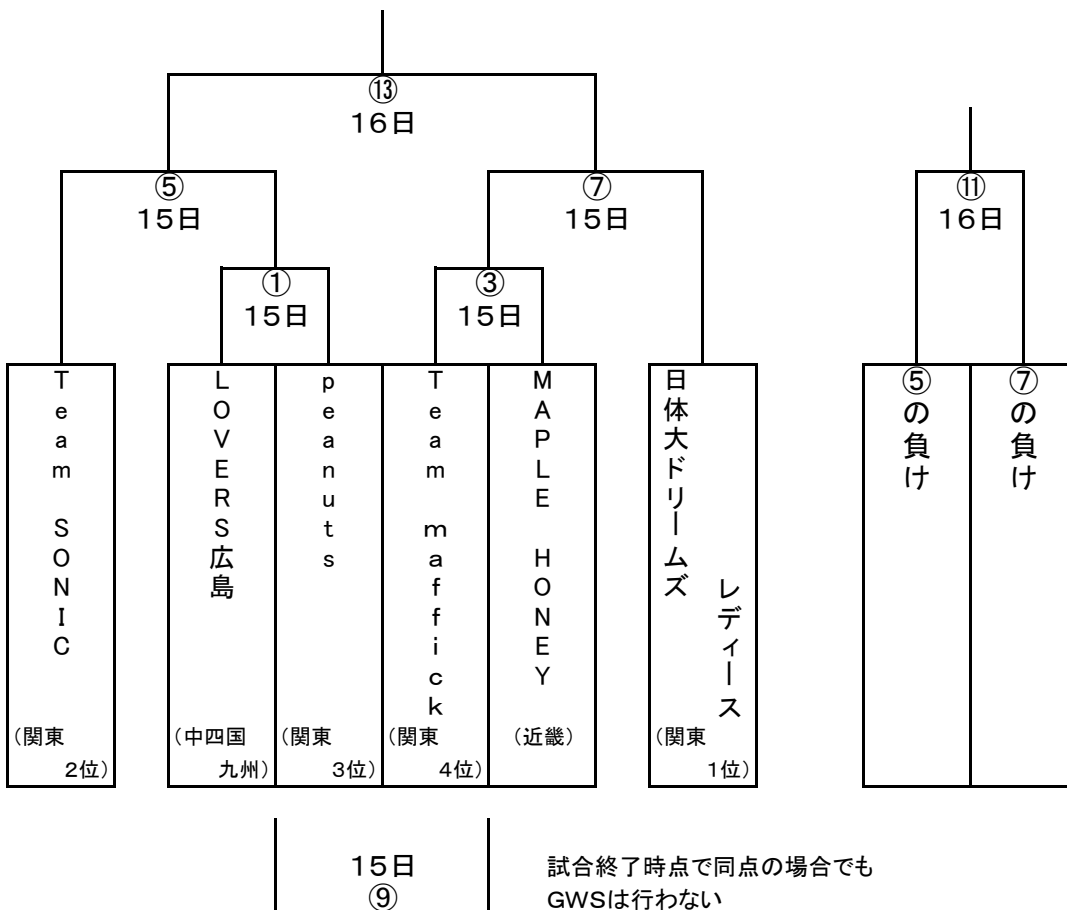 ⑬
16日
⑤
15日
⑦
15日
⑪
16日
①
15日
③
15日
Team SONIC
(関東
2位)
LOVERS広島
(中四国
九州)
peanuts
(関東
3位)
Team maffick
(関東
4位)
MAPLE HONEY
(近畿)
日体大ドリームズ
レディース
(関東
1位)
⑤の負け
⑦の負け
15日
⑨
試合終了時点で同点の場合でも
GWSは行わない